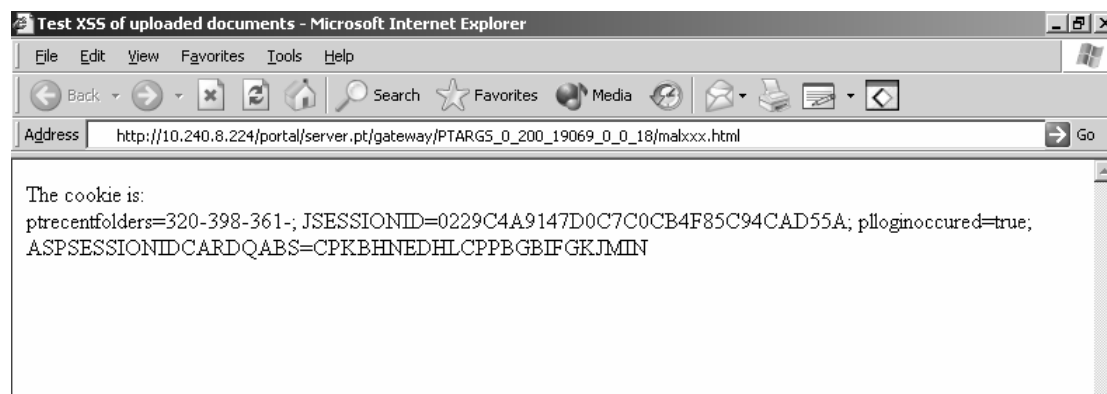 Test XSS of uploaded documents - Microsoft Internet Explorer
File Edit View Favorites Tools Help
Back Search Favorites Media
Address http://10.240.8.224/portal/server.pt/gateway/PTARGS_0_200_19069_0_0_18/malxxx.html Go
The cookie is:
ptrecentfolders=320-398-361-; JSESSIONID=0229C4A9147D0C7C0CB4F85C94CAD55A; plloginoccured=true;
ASPSESSIONIDCARDQABS=CPKBHNEDHLCPPBGBIFGKJMIN